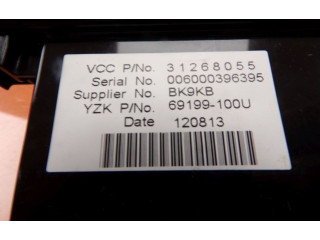 VCC P/No. 31268055
Serial No. 006000396395
Supplier No. BK9KB
YZK P/No. 69199-100U
Date 120813